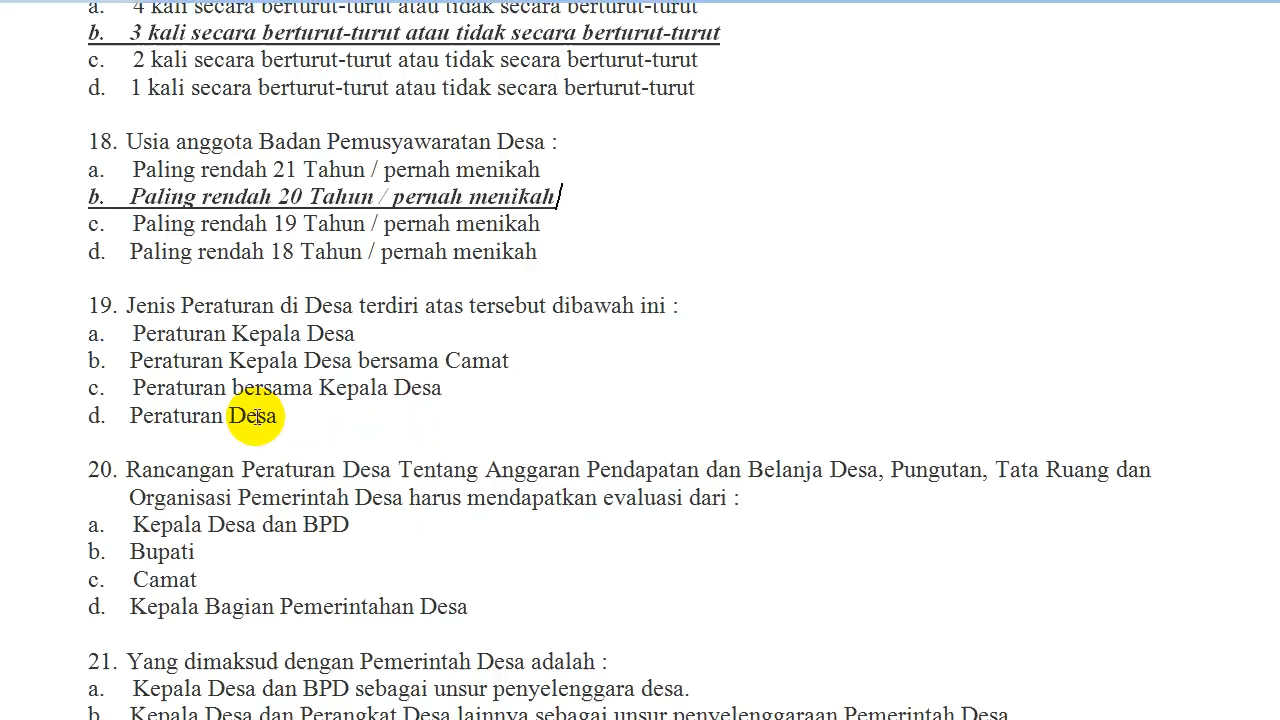 a. 4 kali secara berturut-turut atau tidak secara berturut-turut
b. 3 kali secara berturut-turut atau tidak secara berturut-turut
c. 2 kali secara berturut-turut atau tidak secara berturut-turut
d. 1 kali secara berturut-turut atau tidak secara berturut-turut
18. Usia anggota Badan Pemusyawaratan Desa :
a. Paling rendah 21 Tahun / pernah menikah
b. Paling rendah 20 Tahun / pernah menikah
c. Paling rendah 19 Tahun / pernah menikah
d. Paling rendah 18 Tahun / pernah menikah
19. Jenis Peraturan di Desa terdiri atas tersebut dibawah ini :
a. Peraturan Kepala Desa
b. Peraturan Kepala Desa bersama Camat
c. Peraturan bersama Kepala Desa
d. Peraturan Desa
20. Rancangan Peraturan Desa Tentang Anggaran Pendapatan dan Belanja Desa, Pungutan, Tata Ruang dan
Organisasi Pemerintah Desa harus mendapatkan evaluasi dari :
a. Kepala Desa dan BPD
b. Bupati
c. Camat
d. Kepala Bagian Pemerintahan Desa
21. Yang dimaksud dengan Pemerintah Desa adalah :
a. Kepala Desa dan BPD sebagai unsur penyelenggara desa.
b. Kepala Desa dan Perangkat Desa lainnya sebagai unsur penyelenggaraan Pemerintah Desa